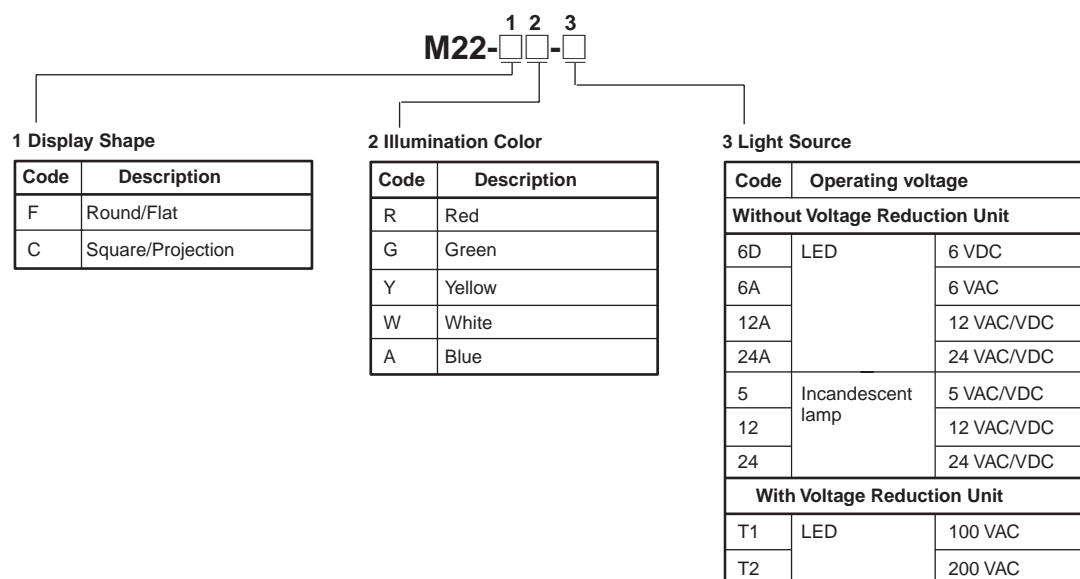 1 2 3
M22-□□-□
1 Display Shape
Code Description
F Round/Flat
C Square/Projection
2 Illumination Color
Code Description
R Red
G Green
Y Yellow
W White
A Blue
3 Light Source
Code Operating voltage
Without Voltage Reduction Unit
6D LED 6 VDC
6A 6 VAC
12A 12 VAC/VDC
24A 24 VAC/VDC
5 Incandescent lamp 5 VAC/VDC
12 12 VAC/VDC
24 24 VAC/VDC
With Voltage Reduction Unit
T1 LED 100 VAC
T2 200 VAC